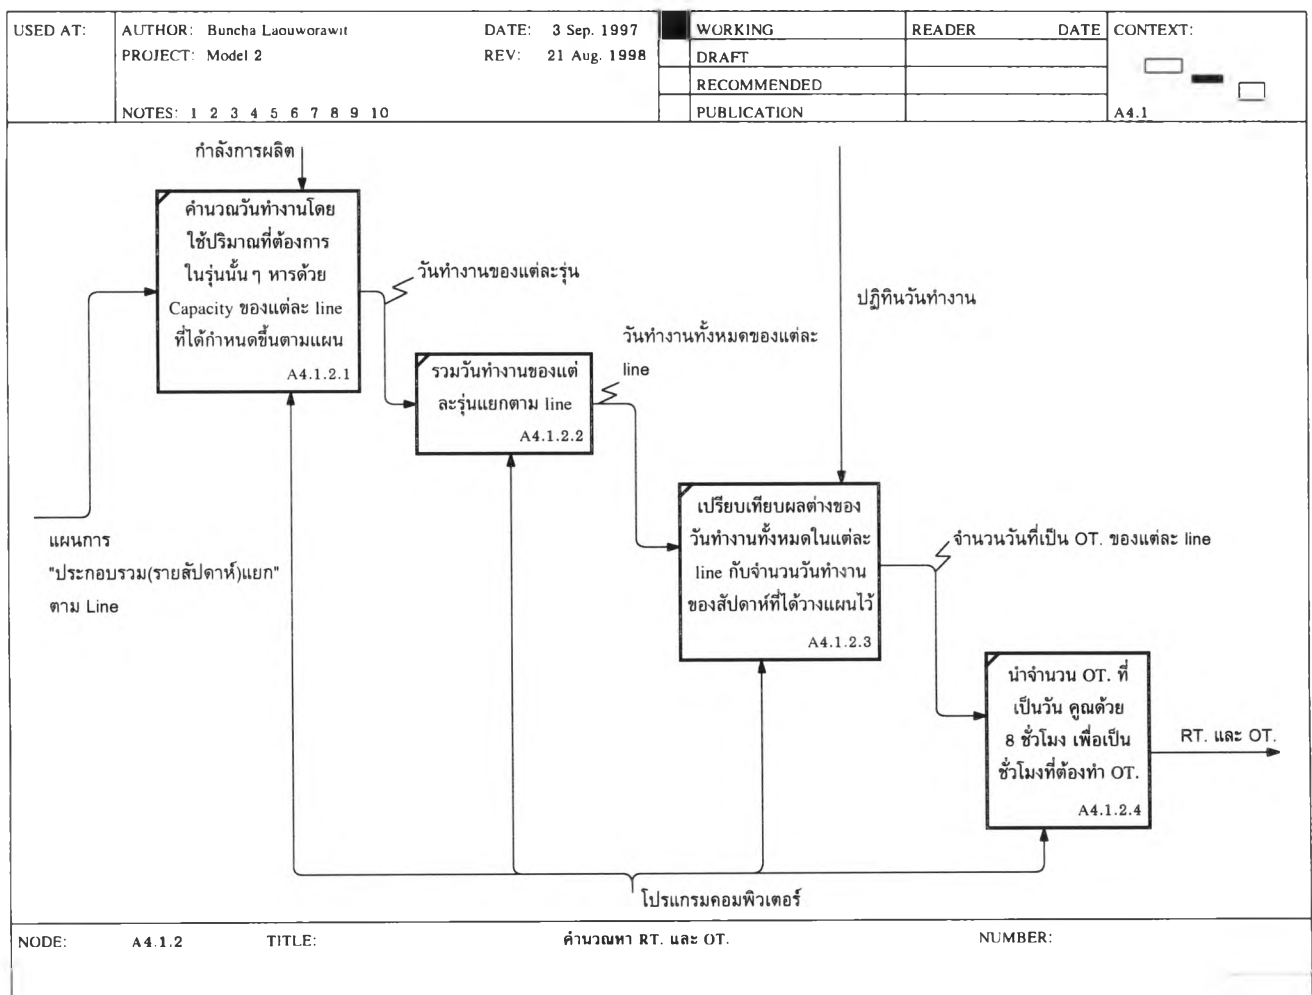 USED AT:
AUTHOR: Buncha Laouworawit
DATE: 3 Sep. 1997
WORKING
READER
DATE
CONTEXT:
PROJECT: Model 2
REV: 21 Aug. 1998
DRAFT
RECOMMENDED
NOTES: 1 2 3 4 5 6 7 8 9 10
PUBLICATION
A4.1
กำลังการผลิต
คำนวณวันทำงานโดย
ใช้ปริมาณที่ต้องการ
ในรุ่นนั้น ๆ หารด้วย
Capacity ของแต่ละ line
ที่ได้กำหนดขึ้นตามแผน
A4.1.2.1
วันทำงานของแต่ละรุ่น
ปฎิทินวันทำงาน
วันทำงานทั้งหมดของแต่ละ
line
รวมวันทำงานของแต่
ละรุ่นแยกตาม line
A4.1.2.2
แผนการ
"ประกอบรวม(รายสัปดาห์)แยก"
ตาม Line
เปรียบเทียบผลต่างของ
วันทำงานทั้งหมดในแต่ละ
line กับจำนวนวันทำงาน
ของสัปดาห์ที่ได้วางแผนไว้
A4.1.2.3
จำนวนวันที่เป็น OT. ของแต่ละ line
นำจำนวน OT. ที่
เป็นวัน คูณด้วย
8 ชั่วโมง เพื่อเป็น
ชั่วโมงที่ต้องทำ OT.
A4.1.2.4
RT. และ OT.
โปรแกรมคอมพิวเตอร์
NODE: A4.1.2
TITLE: คำนวณหา RT. และ OT.
NUMBER: